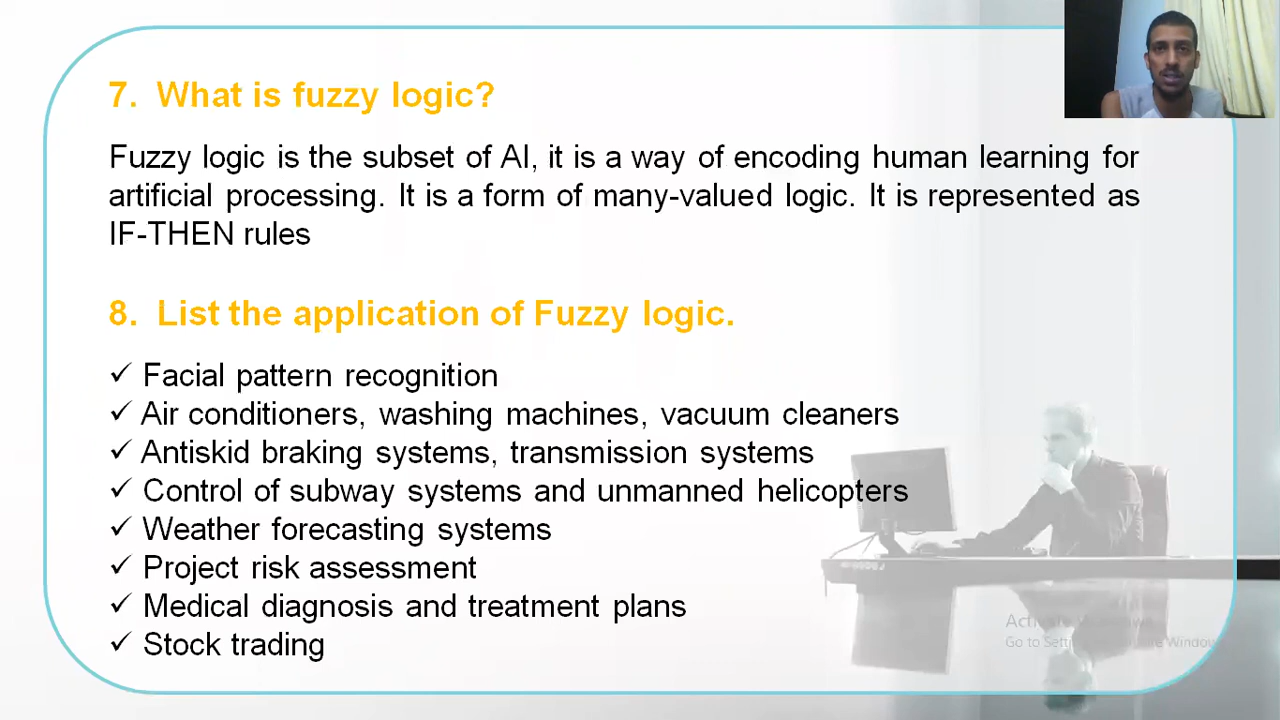 7. What is fuzzy logic?
Fuzzy logic is the subset of AI, it is a way of encoding human learning for
artificial processing. It is a form of many-valued logic. It is represented as
IF-THEN rules
8. List the application of Fuzzy logic.
✓ Facial pattern recognition
✓ Air conditioners, washing machines, vacuum cleaners
✓ Antiskid braking systems, transmission systems
✓ Control of subway systems and unmanned helicopters
✓ Weather forecasting systems
✓ Project risk assessment
✓ Medical diagnosis and treatment plans
✓ Stock trading
Go to